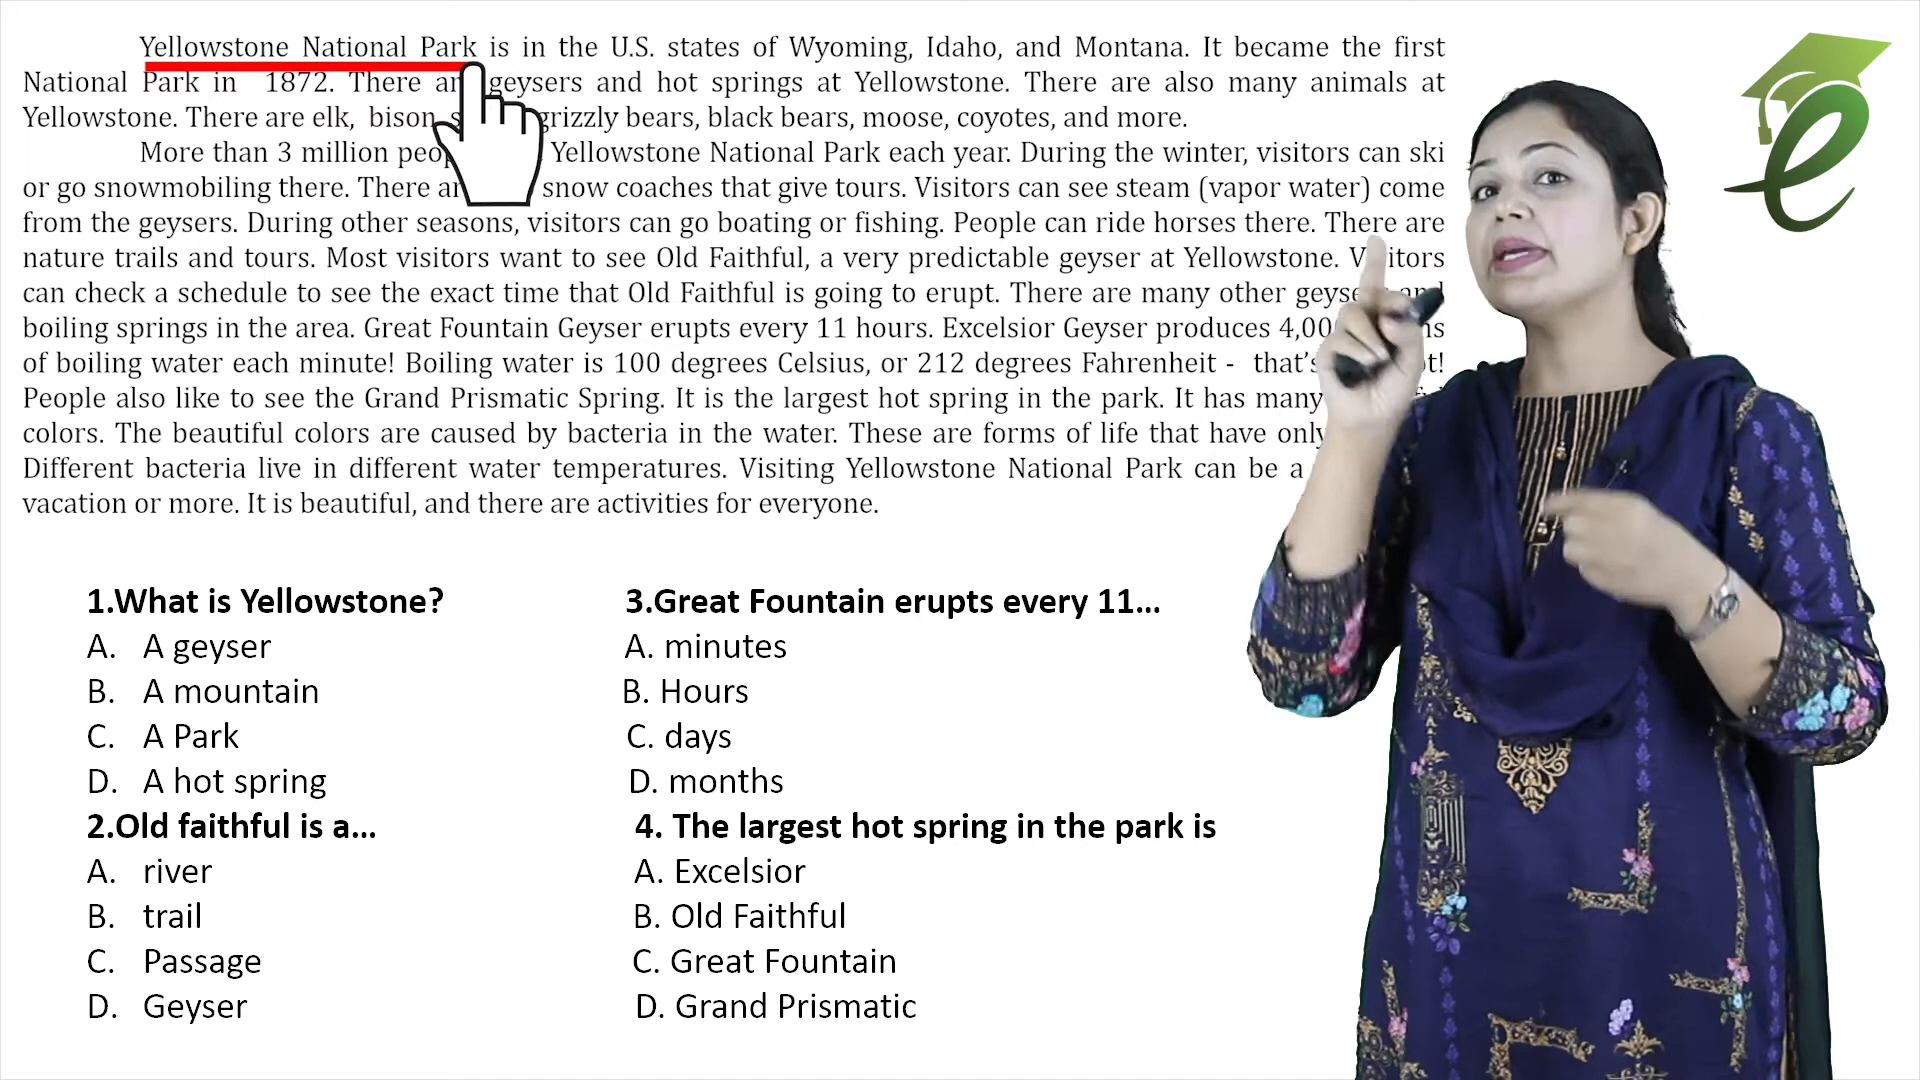 Yellowstone National Park is in the U.S. states of Wyoming, Idaho, and Montana. It became the first
National Park in 1872. There geysers and hot springs at Yellowstone. There are also many animals at
Yellowstone. There are elk, bison, grizzly bears, black bears, moose, coyotes, and more.
More than 3 million Yellowstone National Park each year. During the winter, visitors can ski
or go snowmobiling there. There snow coaches that give tours. Visitors can see steam (vapor water) come
from the geysers. During other seasons, visitors can go boating or fishing. People can ride horses there. There are
nature trails and tours. Most visitors want to see Old Faithful, a very predictable geyser at Yellowstone. Visitors
can check a schedule to see the exact time that Old Faithful is going to erupt. There are many other geysers and
boiling springs in the area. Great Fountain Geyser erupts every 11 hours. Excelsior Geyser produces
of boiling water each minute! Boiling water is 100 degrees Celsius, or 212 degrees Fahrenheit - that's
People also like to see the Grand Prismatic Spring. It is the largest hot spring in the park. It has many
colors. The beautiful colors are caused by bacteria in the water. These are forms of life that have only
Different bacteria live in different water temperatures. Visiting Yellowstone National Park can be a
vacation or more. It is beautiful, and there are activities for everyone.
1.What is Yellowstone?
A. A geyser
B. A mountain
C. A Park
D. A hot spring
2.Old faithful is a...
A. river
B. trail
C. Passage
D. Geyser
3.Great Fountain erupts every 11...
A. minutes
B. Hours
C. days
D. months
4. The largest hot spring in the park is
A. Excelsior
B. Old Faithful
C. Great Fountain
D. Grand Prismatic